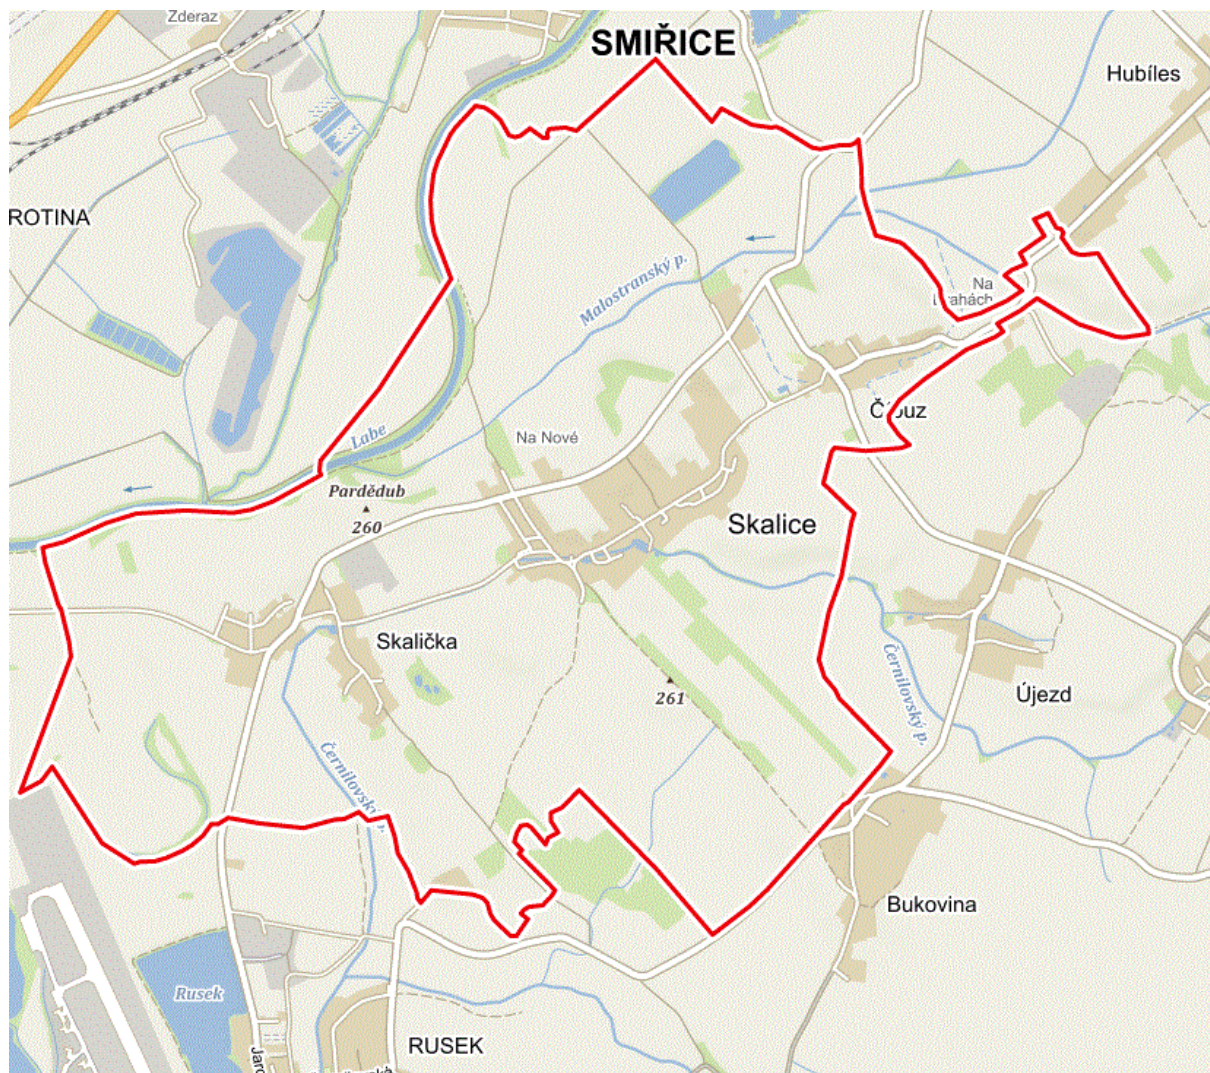 Zderaz
SMIŘICE
Hubíles
ROTINA
Malostranský p.
Na
Labe
Na Nové
Pardědub
260
Skalice
Skalička
261
Černilovský p.
Újezd
Černilovský p.
Bukovina
Rusek
RUSEK